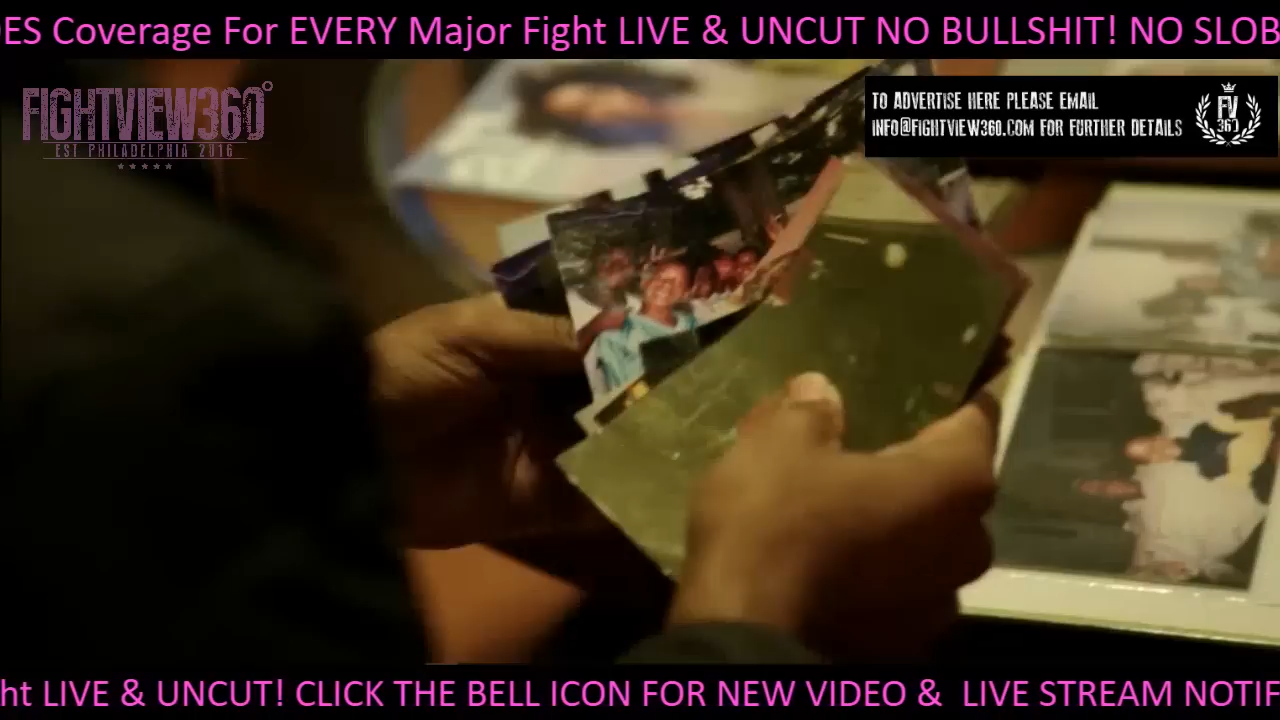 ES Coverage For EVERY Major Fight LIVE & UNCUT NO BULLSHIT! NO SLOB
FIGHTVIEW360°
EST PHILADELPHIA 2016
TO ADVERTISE HERE PLEASE EMAIL
INFO@FIGHTVIEW360.COM FOR FURTHER DETAILS
FV
360
ht LIVE & UNCUT! CLICK THE BELL ICON FOR NEW VIDEO & LIVE STREAM NOTIF